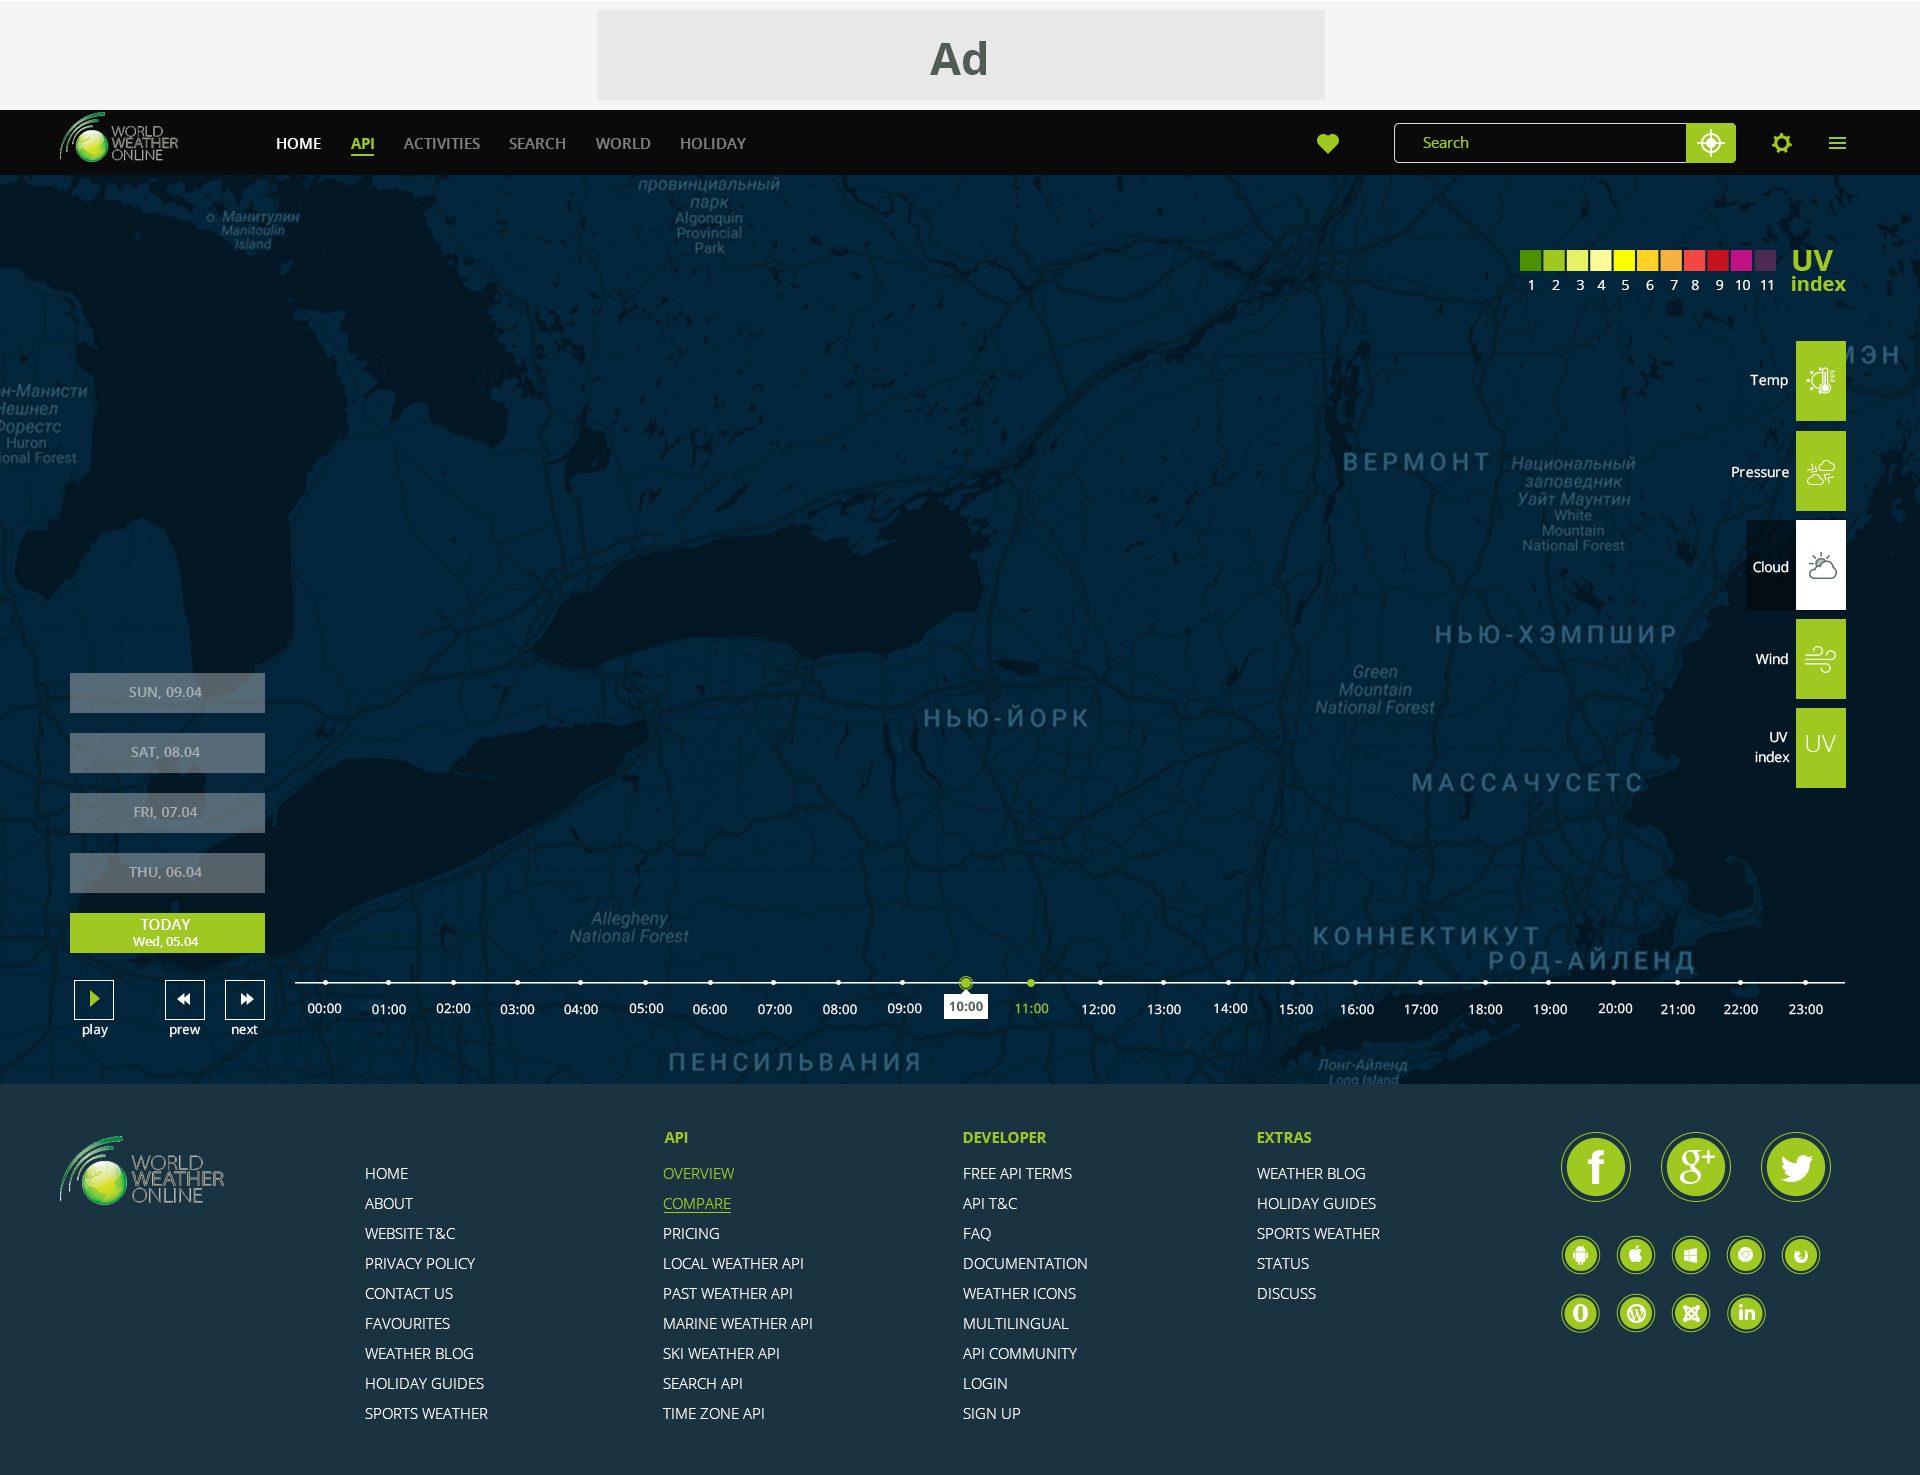 Ad
WORLD
WEATHER
ONLINE
HOME API ACTIVITIES SEARCH WORLD HOLIDAY
Search
провинциальный
парк
Algonquin
Provincial
Park
о. Манитулин
Manitoulin
Island
UV
index
1 2 3 4 5 6 7 8 9 10 11
МЭН
Temp
он-Манисти
Нешнел
Форестс
Huron
ional Forest
ВЕРМОНТ
Национальный
заповедник
Уайт Маунтин
White
Mountain
National Forest
Pressure
Cloud
НЬЮ-ХЭМПШИР
Wind
Green
Mountain
National Forest
НЬЮ-ЙОРК
UV
index
UV
МАССАЧУСЕТС
SUN, 09.04
SAT, 08.04
FRI, 07.04
THU, 06.04
TODAY
Wed, 05.04
Allegheny
National Forest
КОННЕКТИКУТ
РОД-АЙЛЕНД
play
prew
next
00:00 01:00 02:00 03:00 04:00 05:00 06:00 07:00 08:00 09:00 10:00 11:00 12:00 13:00 14:00 15:00 16:00 17:00 18:00 19:00 20:00 21:00 22:00 23:00
ПЕНСИЛЬВАНИЯ
Лонг-Айленд
Long Island
WORLD
WEATHER
ONLINE
HOME
ABOUT
WEBSITE T&C
PRIVACY POLICY
CONTACT US
FAVOURITES
WEATHER BLOG
HOLIDAY GUIDES
SPORTS WEATHER
API
OVERVIEW
COMPARE
PRICING
LOCAL WEATHER API
PAST WEATHER API
MARINE WEATHER API
SKI WEATHER API
SEARCH API
TIME ZONE API
DEVELOPER
FREE API TERMS
API T&C
FAQ
DOCUMENTATION
WEATHER ICONS
MULTILINGUAL
API COMMUNITY
LOGIN
SIGN UP
EXTRAS
WEATHER BLOG
HOLIDAY GUIDES
SPORTS WEATHER
STATUS
DISCUSS